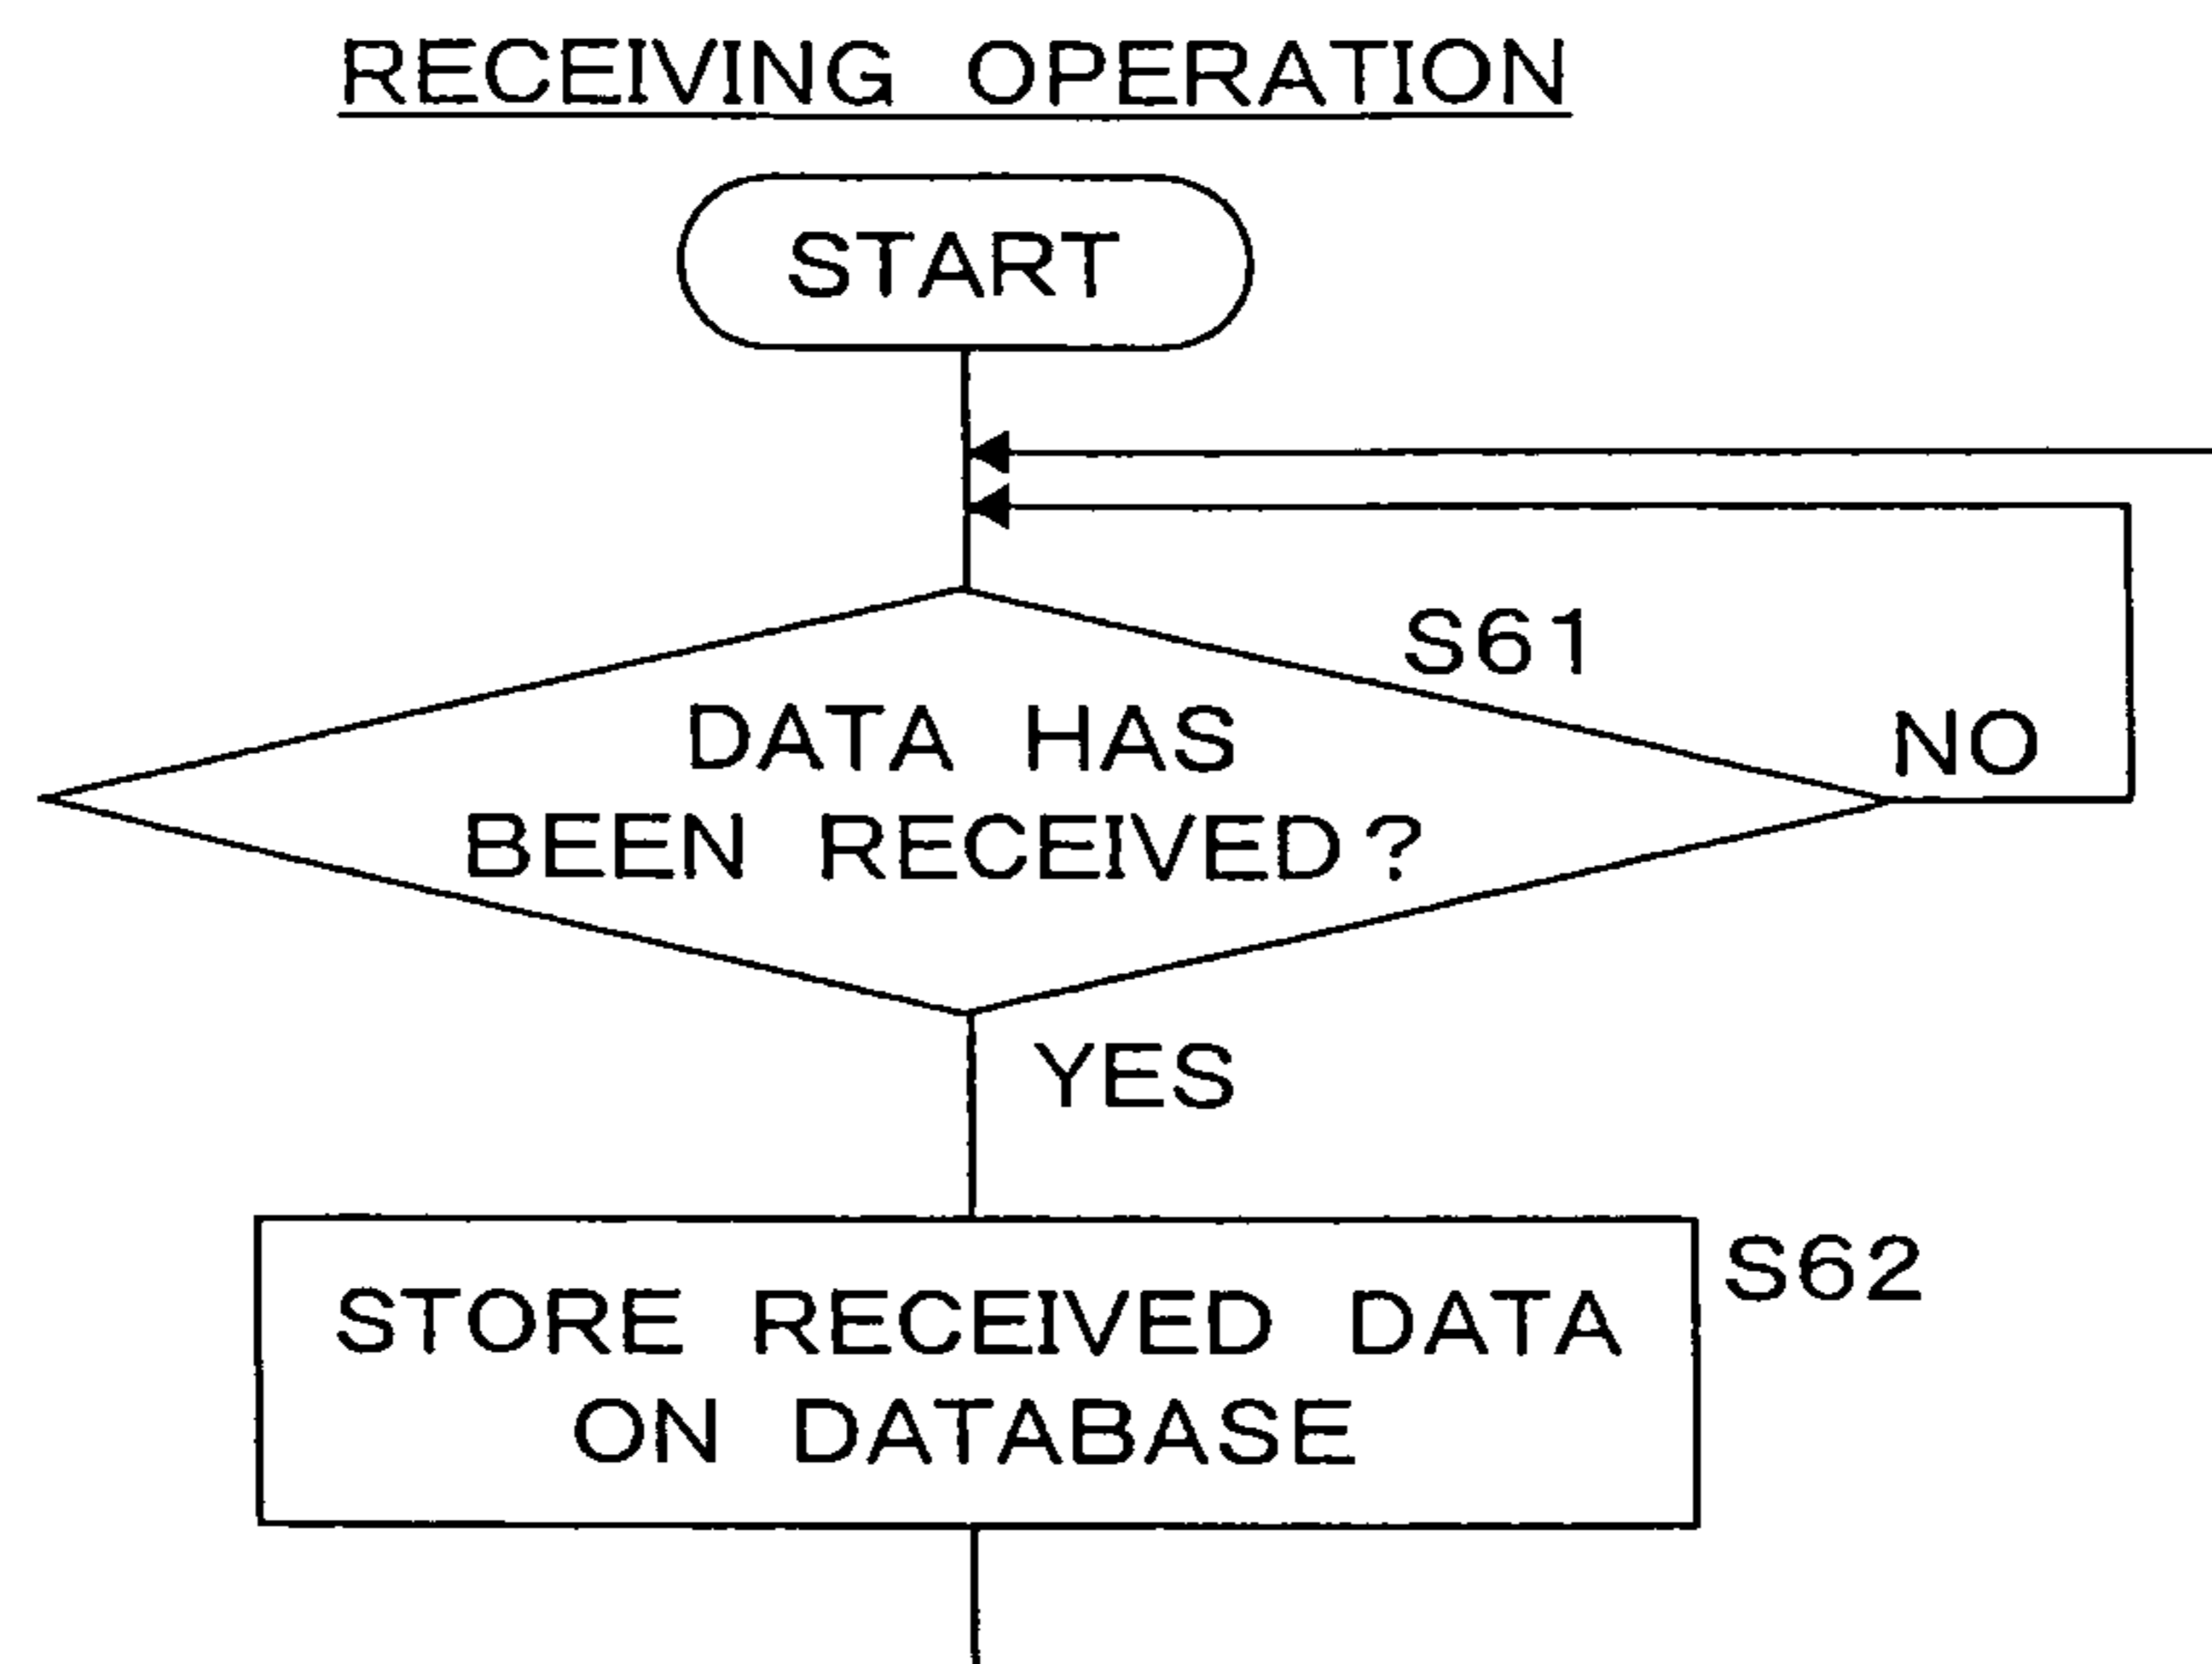 RECEIVING OPERATION
START
S61
DATA HAS
BEEN RECEIVED?
NO
YES
S62
STORE RECEIVED DATA
ON DATABASE